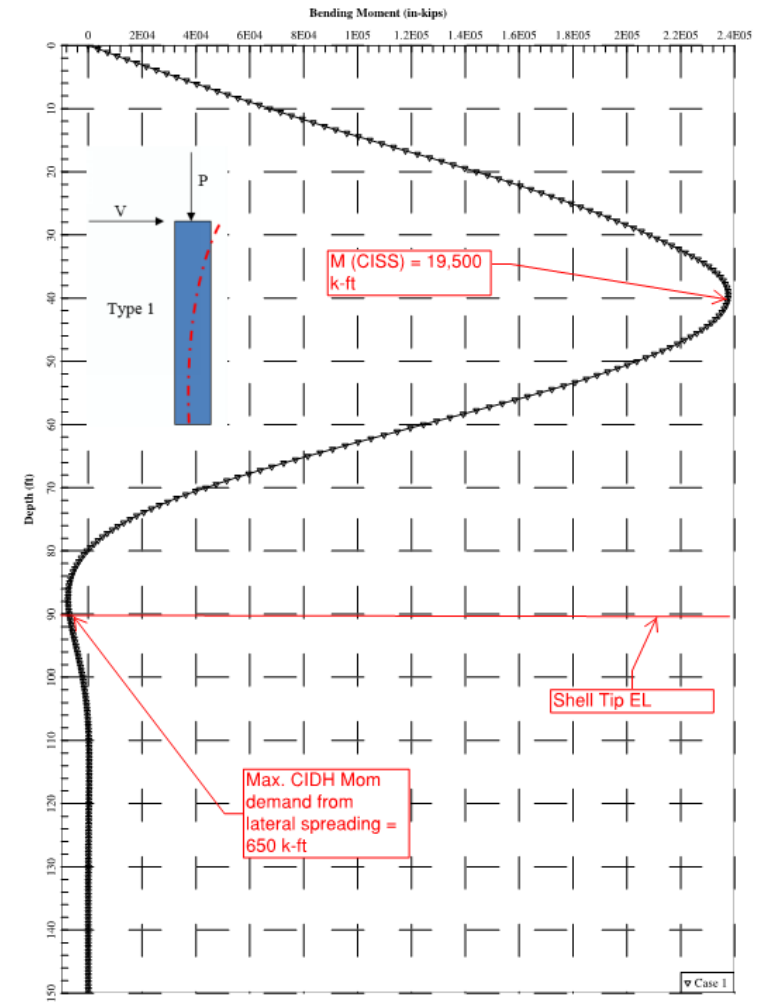 Bending Moment (in-kips)
0 2E04 4E04 6E04 8E04 1E05 1.2E05 1.4E05 1.6E05 1.8E05 2E05 2.2E05 2.4E05
0
10
20
P
V
30
M (CISS) = 19,500
k-ft
40
Type 1
50
60
Depth (ft)
70
80
90
100
Shell Tip EL
110
Max. CIDH Mom
demand from
lateral spreading =
650 k-ft
120
130
140
150
Case 1